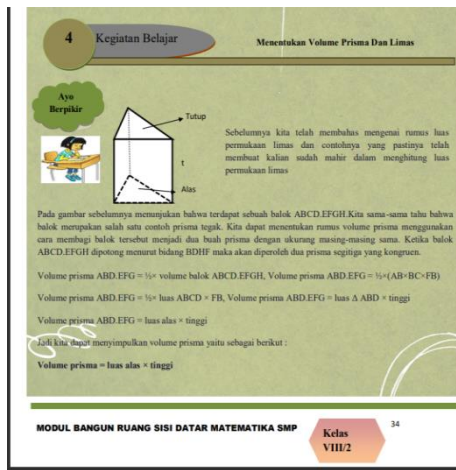 4
Kegiatan Belajar
Menentukan Volume Prisma Dan Limas
Ayo
Berpikir
Tutup
t
Alas
Sebelumnya kita telah membahas mengenai rumus luas
permukaan limas dan contohnya yang pastinya telah
membuat kalian sudah mahir dalam menghitung luas
permukaan limas
Pada gambar sebelumnya menunjukan bahwa terdapat sebuah balok ABCD.EFGH.Kita sama-sama tahu bahwa
balok merupakan salah satu contoh prisma tegak. Kita dapat menentukan rumus volume prisma menggunakan
cara membagi balok tersebut menjadi dua buah prisma dengan ukurang masing-masing sama. Ketika balok
ABCD.EFGH dipotong menurut bidang BDHF maka akan diperoleh dua prisma segitiga yang kongruen.
Volume prisma ABD.EFG = ½× volume balok ABCD.EFGH, Volume prisma ABD.EFG = ½×(AB×BC×FB)
Volume prisma ABD.EFG = ½× luas ABCD × FB, Volume prisma ABD.EFG = luas Δ ABD × tinggi
Volume prisma ABD.EFG = luas alas × tinggi
Jadi kita dapat menyimpulkan volume prisma yaitu sebagai berikut :
Volume prisma = luas alas × tinggi
MODUL BANGUN RUANG SISI DATAR MATEMATIKA SMP
Kelas
VIII/2
34